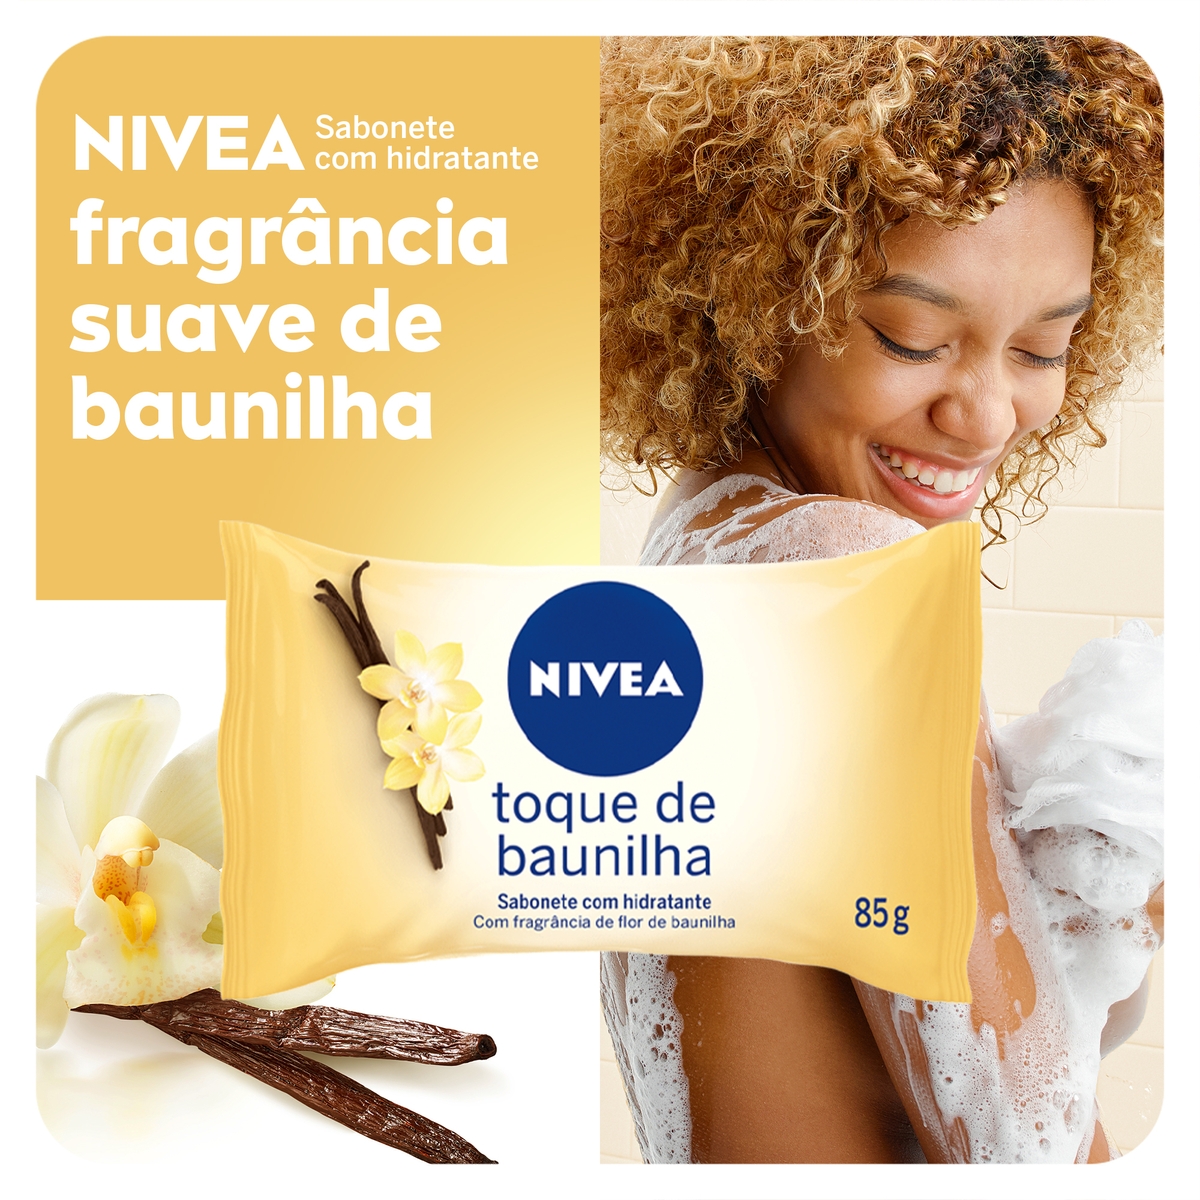 NIVEA Sabonete
com hidratante
fragrância
suave de
baunilha
NIVEA
toque de
baunilha
Sabonete com hidratante
Com fragrância de flor de baunilha
85g